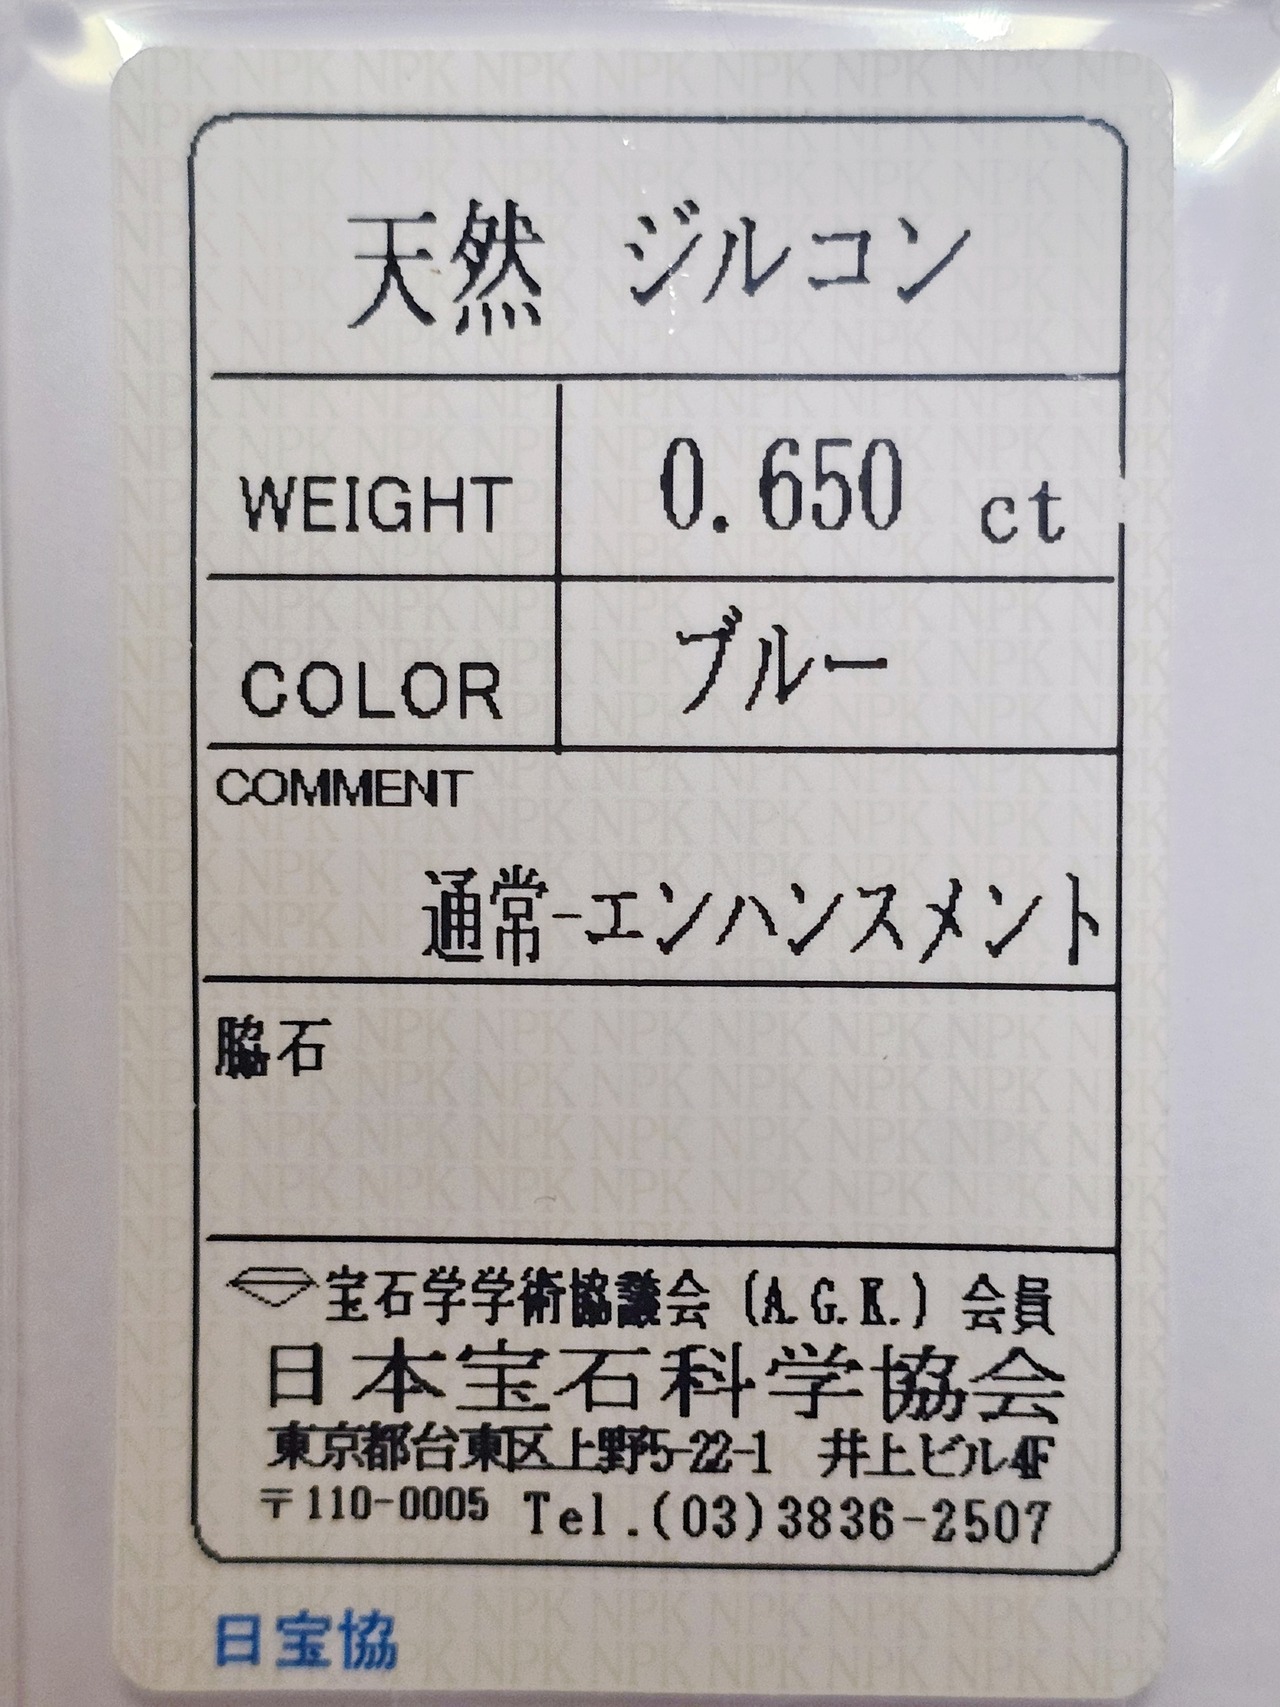 天然 ジルコン
WEIGHT 0.650 ct
COLOR ブルー
COMMENT
通常-エンハンスメント
脇石
宝石学学術協議会 (A.G.K.) 会員
日本宝石科学協会
東京都台東区上野5-22-1 井上ビル4F
〒110-0005 Tel.(03)3836-2507
日宝協